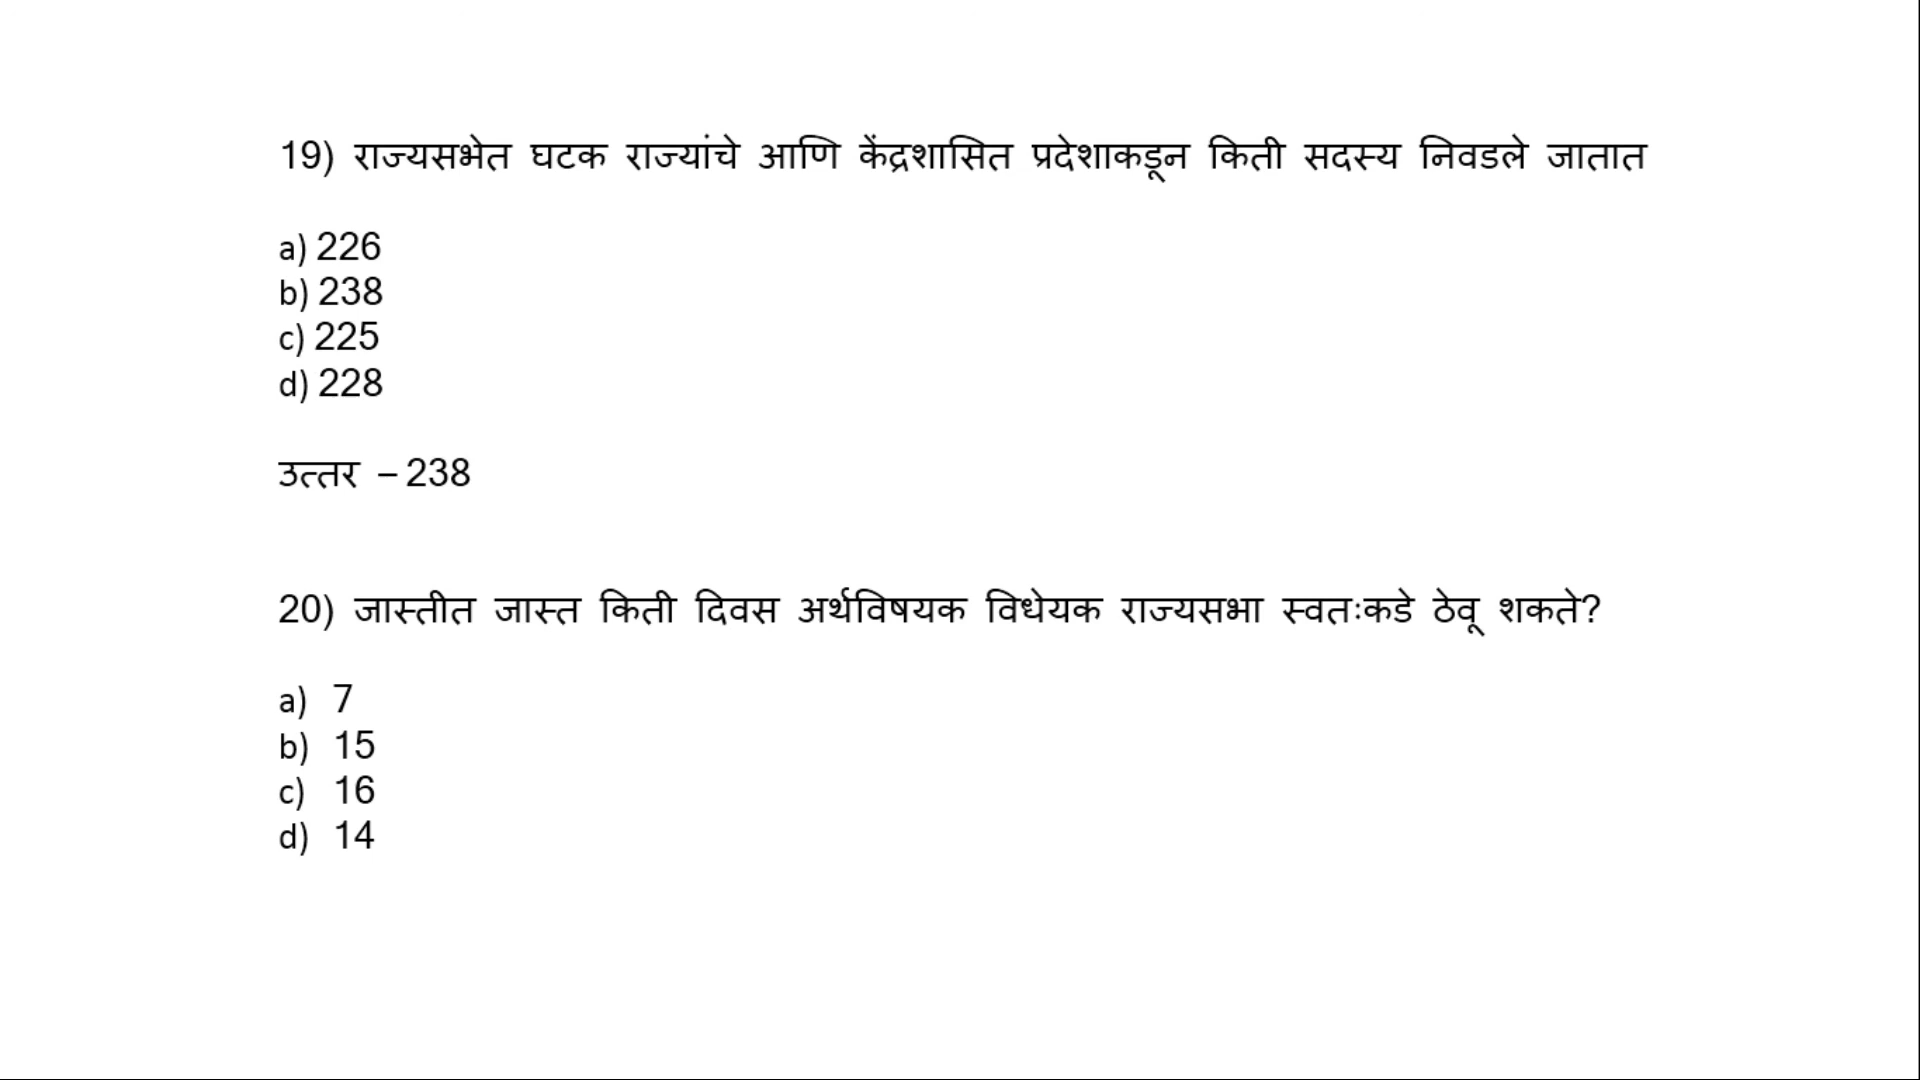 19) राज्यसभेत घटक राज्यांचे आणि केंद्रशासित प्रदेशाकडून किती सदस्य निवडले जातात
a) 226
b) 238
c) 225
d) 228
उत्तर – 238
20) जास्तीत जास्त किती दिवस अर्थविषयक विधेयक राज्यसभा स्वतःकडे ठेवू शकते?
a) 7
b) 15
c) 16
d) 14